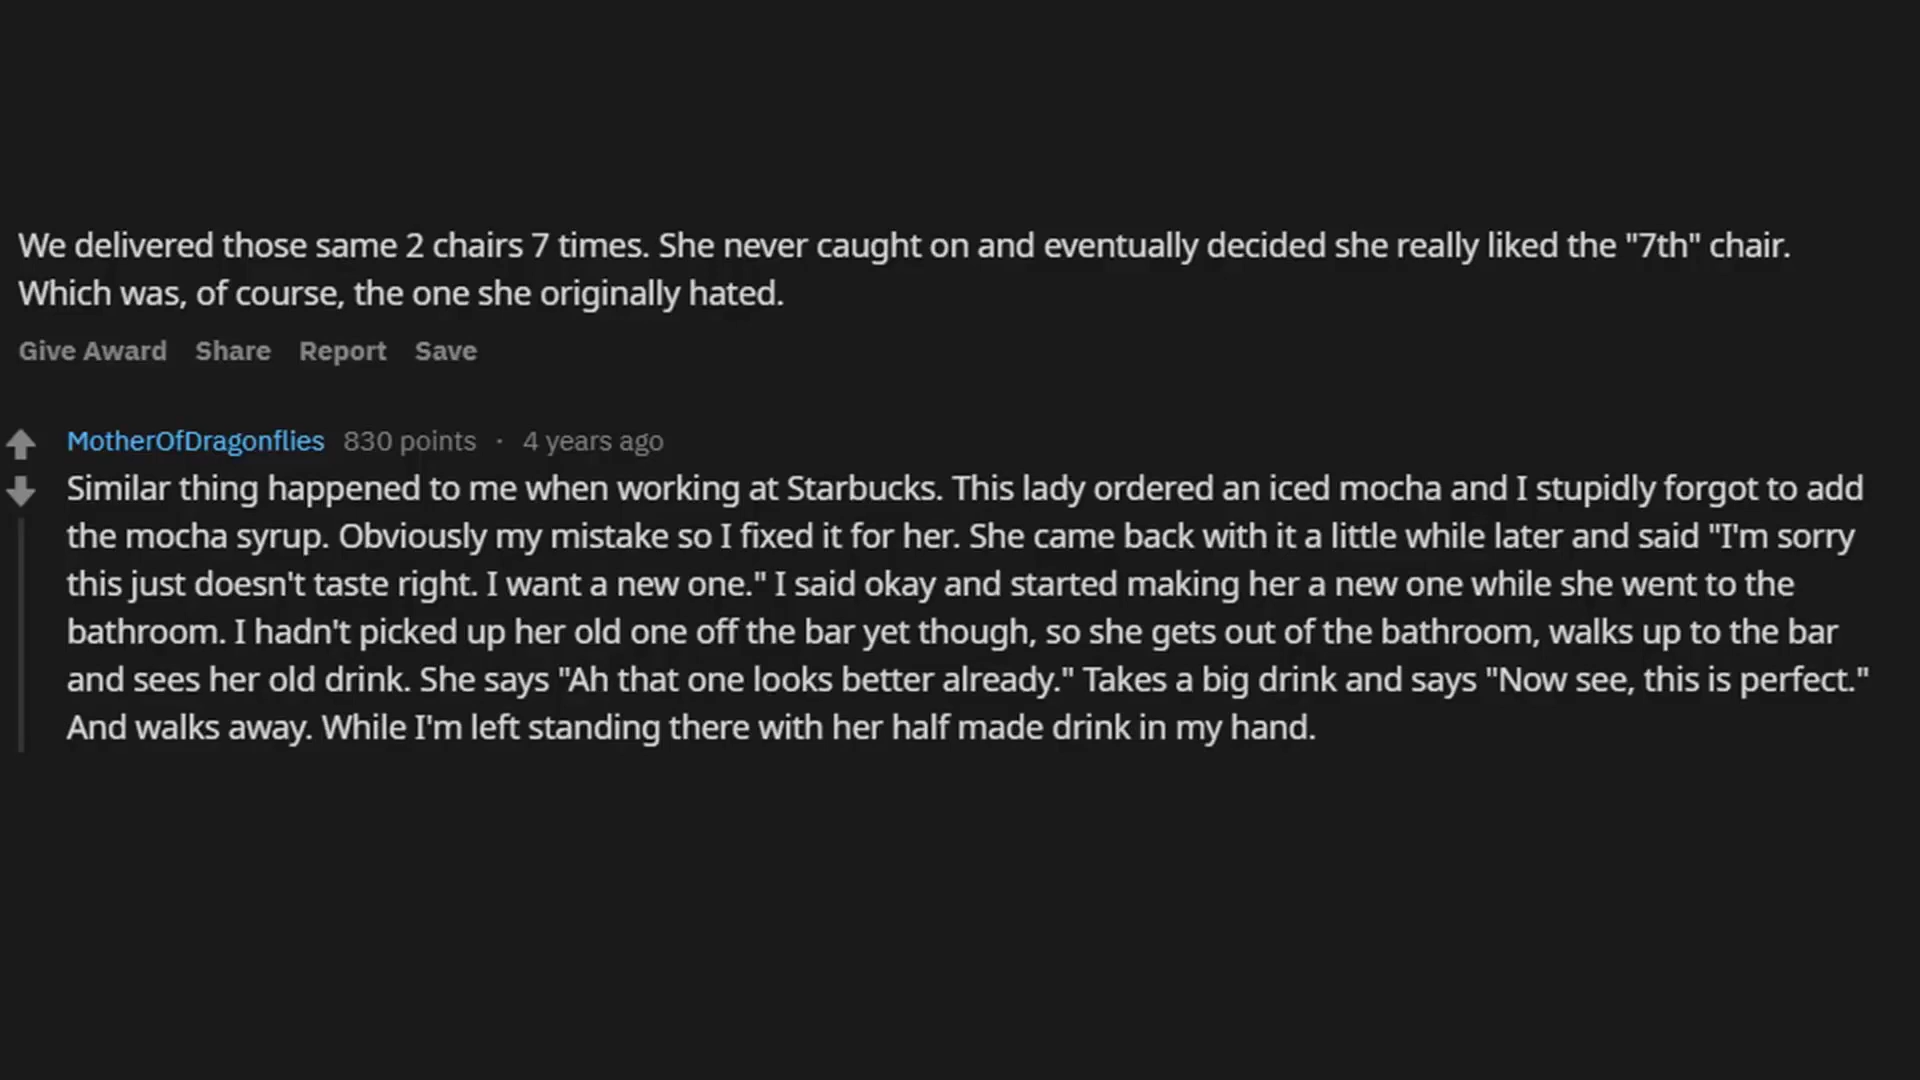 We delivered those same 2 chairs 7 times. She never caught on and eventually decided she really liked the "7th" chair.
Which was, of course, the one she originally hated.
Give Award Share Report Save
MotherOfDragonflies 830 points · 4 years ago
Similar thing happened to me when working at Starbucks. This lady ordered an iced mocha and I stupidly forgot to add
the mocha syrup. Obviously my mistake so I fixed it for her. She came back with it a little while later and said "I'm sorry
this just doesn't taste right. I want a new one." I said okay and started making her a new one while she went to the
bathroom. I hadn't picked up her old one off the bar yet though, so she gets out of the bathroom, walks up to the bar
and sees her old drink. She says "Ah that one looks better already." Takes a big drink and says "Now see, this is perfect."
And walks away. While I'm left standing there with her half made drink in my hand.